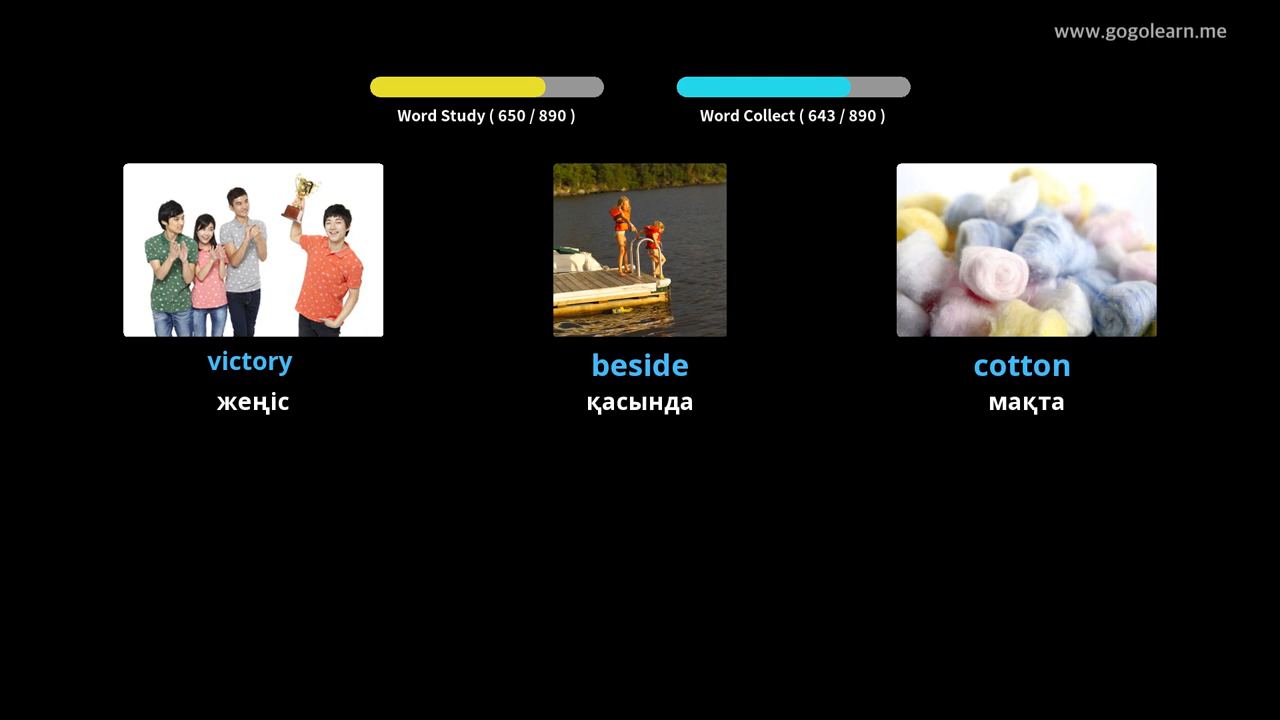 www.gogolearn.me
Word Study ( 650 / 890 )
Word Collect ( 643 / 890 )
victory
жеңіс
beside
қасында
cotton
мақта